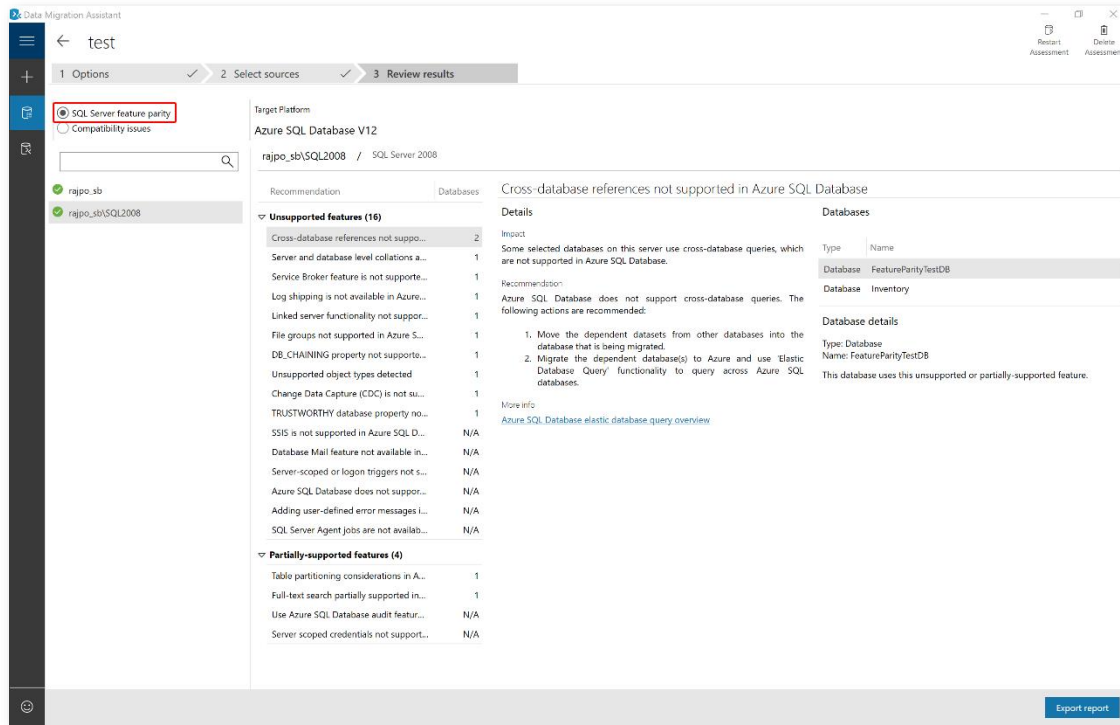 Data Migration Assistant
test
Restart
Assessment
Delete
Assessmen
1 Options
2 Select sources
3 Review results
SQL Server feature parity
Compatibility issues
rajpo_sb
rajpo_sb\SQL2008
Target Platform
Azure SQL Database V12
rajpo_sb\SQL2008 / SQL Server 2008
Recommendation Databases
Unsupported features (16)
Cross-database references not suppo... 2
Server and database level collations a... 1
Service Broker feature is not supporte... 1
Log shipping is not available in Azure... 1
Linked server functionality not suppor... 1
File groups not supported in Azure S... 1
DB_CHAINING property not supporte... 1
Unsupported object types detected 1
Change Data Capture (CDC) is not su... 1
TRUSTWORTHY database property no... 1
SSIS is not supported in Azure SQL D... N/A
Database Mail feature not available in... N/A
Server-scoped or logon triggers not s... N/A
Azure SQL Database does not suppor... N/A
Adding user-defined error messages i... N/A
SQL Server Agent jobs are not availab... N/A
Partially-supported features (4)
Table partitioning considerations in A... 1
Full-text search partially supported in... 1
Use Azure SQL Database audit featur... N/A
Server scoped credentials not support... N/A
Cross-database references not supported in Azure SQL Database
Details
Impact
Some selected databases on this server use cross-database queries, which
are not supported in Azure SQL Database.
Recommendation
Azure SQL Database does not support cross-database queries. The
following actions are recommended:
1. Move the dependent datasets from other databases into the
database that is being migrated.
2. Migrate the dependent database(s) to Azure and use 'Elastic
Database Query' functionality to query across Azure SQL
databases.
More info
Azure SQL Database elastic database query overview
Databases
Type Name
Database FeatureParityTestDB
Database Inventory
Database details
Type: Database
Name: FeatureParityTestDB
This database uses this unsupported or partially-supported feature.
Export report